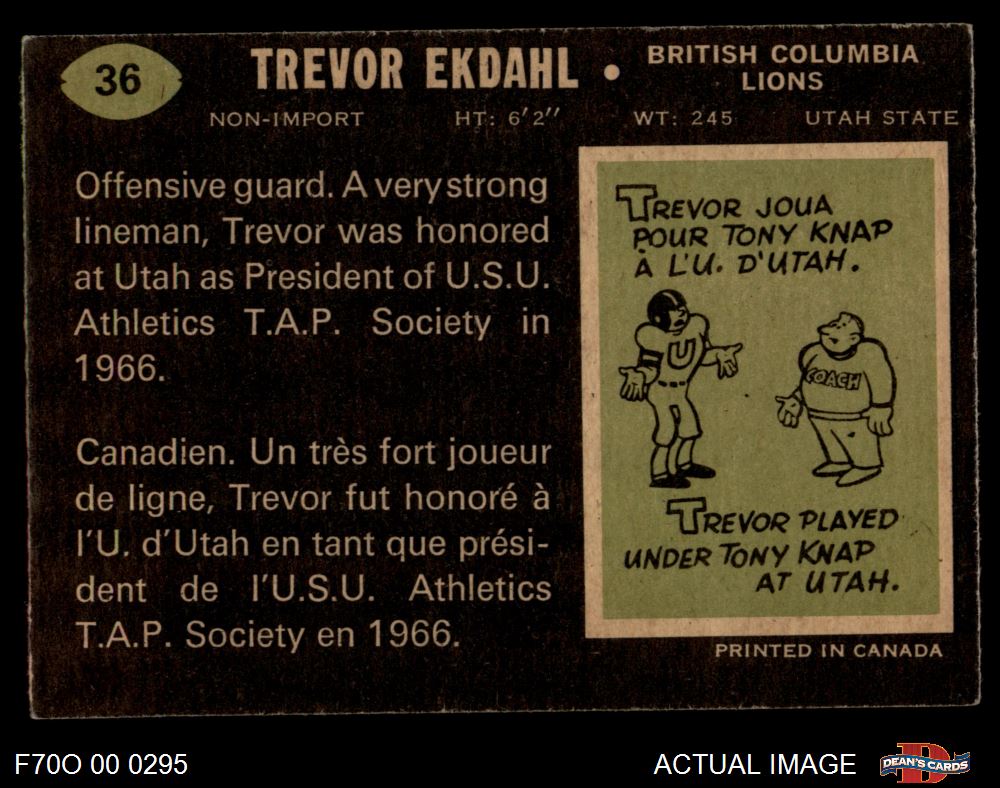 36
TREVOR EKDAHL • BRITISH COLUMBIA LIONS
NON-IMPORT HT: 6'2" WT: 245 UTAH STATE
Offensive guard. A very strong
lineman, Trevor was honored
at Utah as President of U.S.U.
Athletics T.A.P. Society in
1966.
Canadien. Un très fort joueur
de ligne, Trevor fut honoré à
l'U. d'Utah en tant que prési-
dent de l'U.S.U. Athletics
T.A.P. Society en 1966.
TREVOR JOUA
POUR TONY KNAP
À L'U. D'UTAH.
U
COACH
TREVOR PLAYED
UNDER TONY KNAP
AT UTAH.
PRINTED IN CANADA
F70O 00 0295
ACTUAL IMAGE
D
DEAN'S CARDS